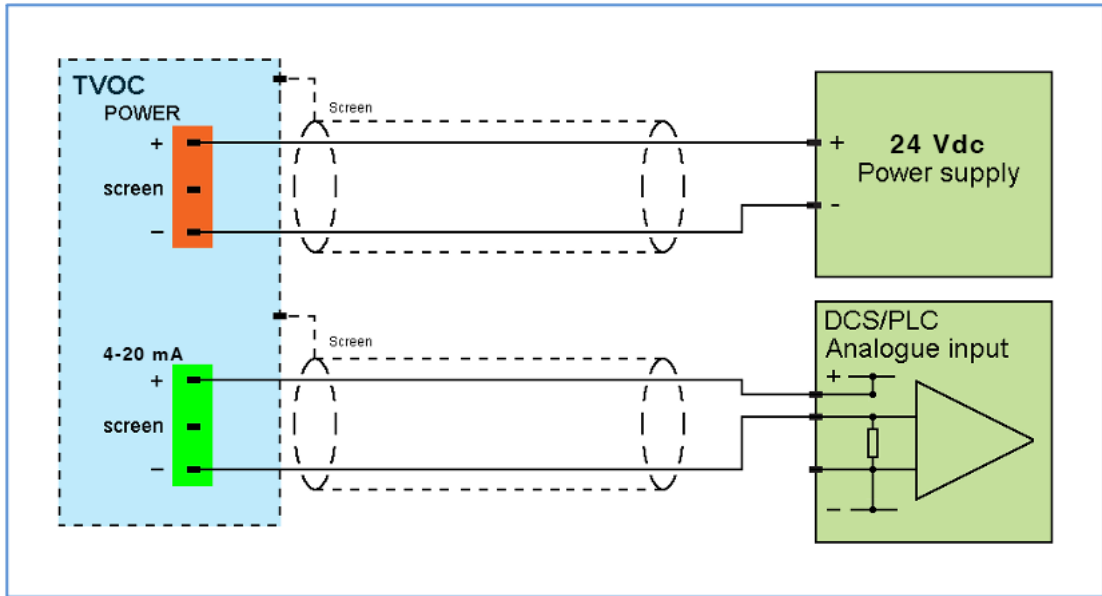 TVOC
POWER
+
screen
−
Screen
+
24 Vdc
Power supply
-
4-20 mA
+
screen
−
Screen
DCS/PLC
Analogue input
+
−